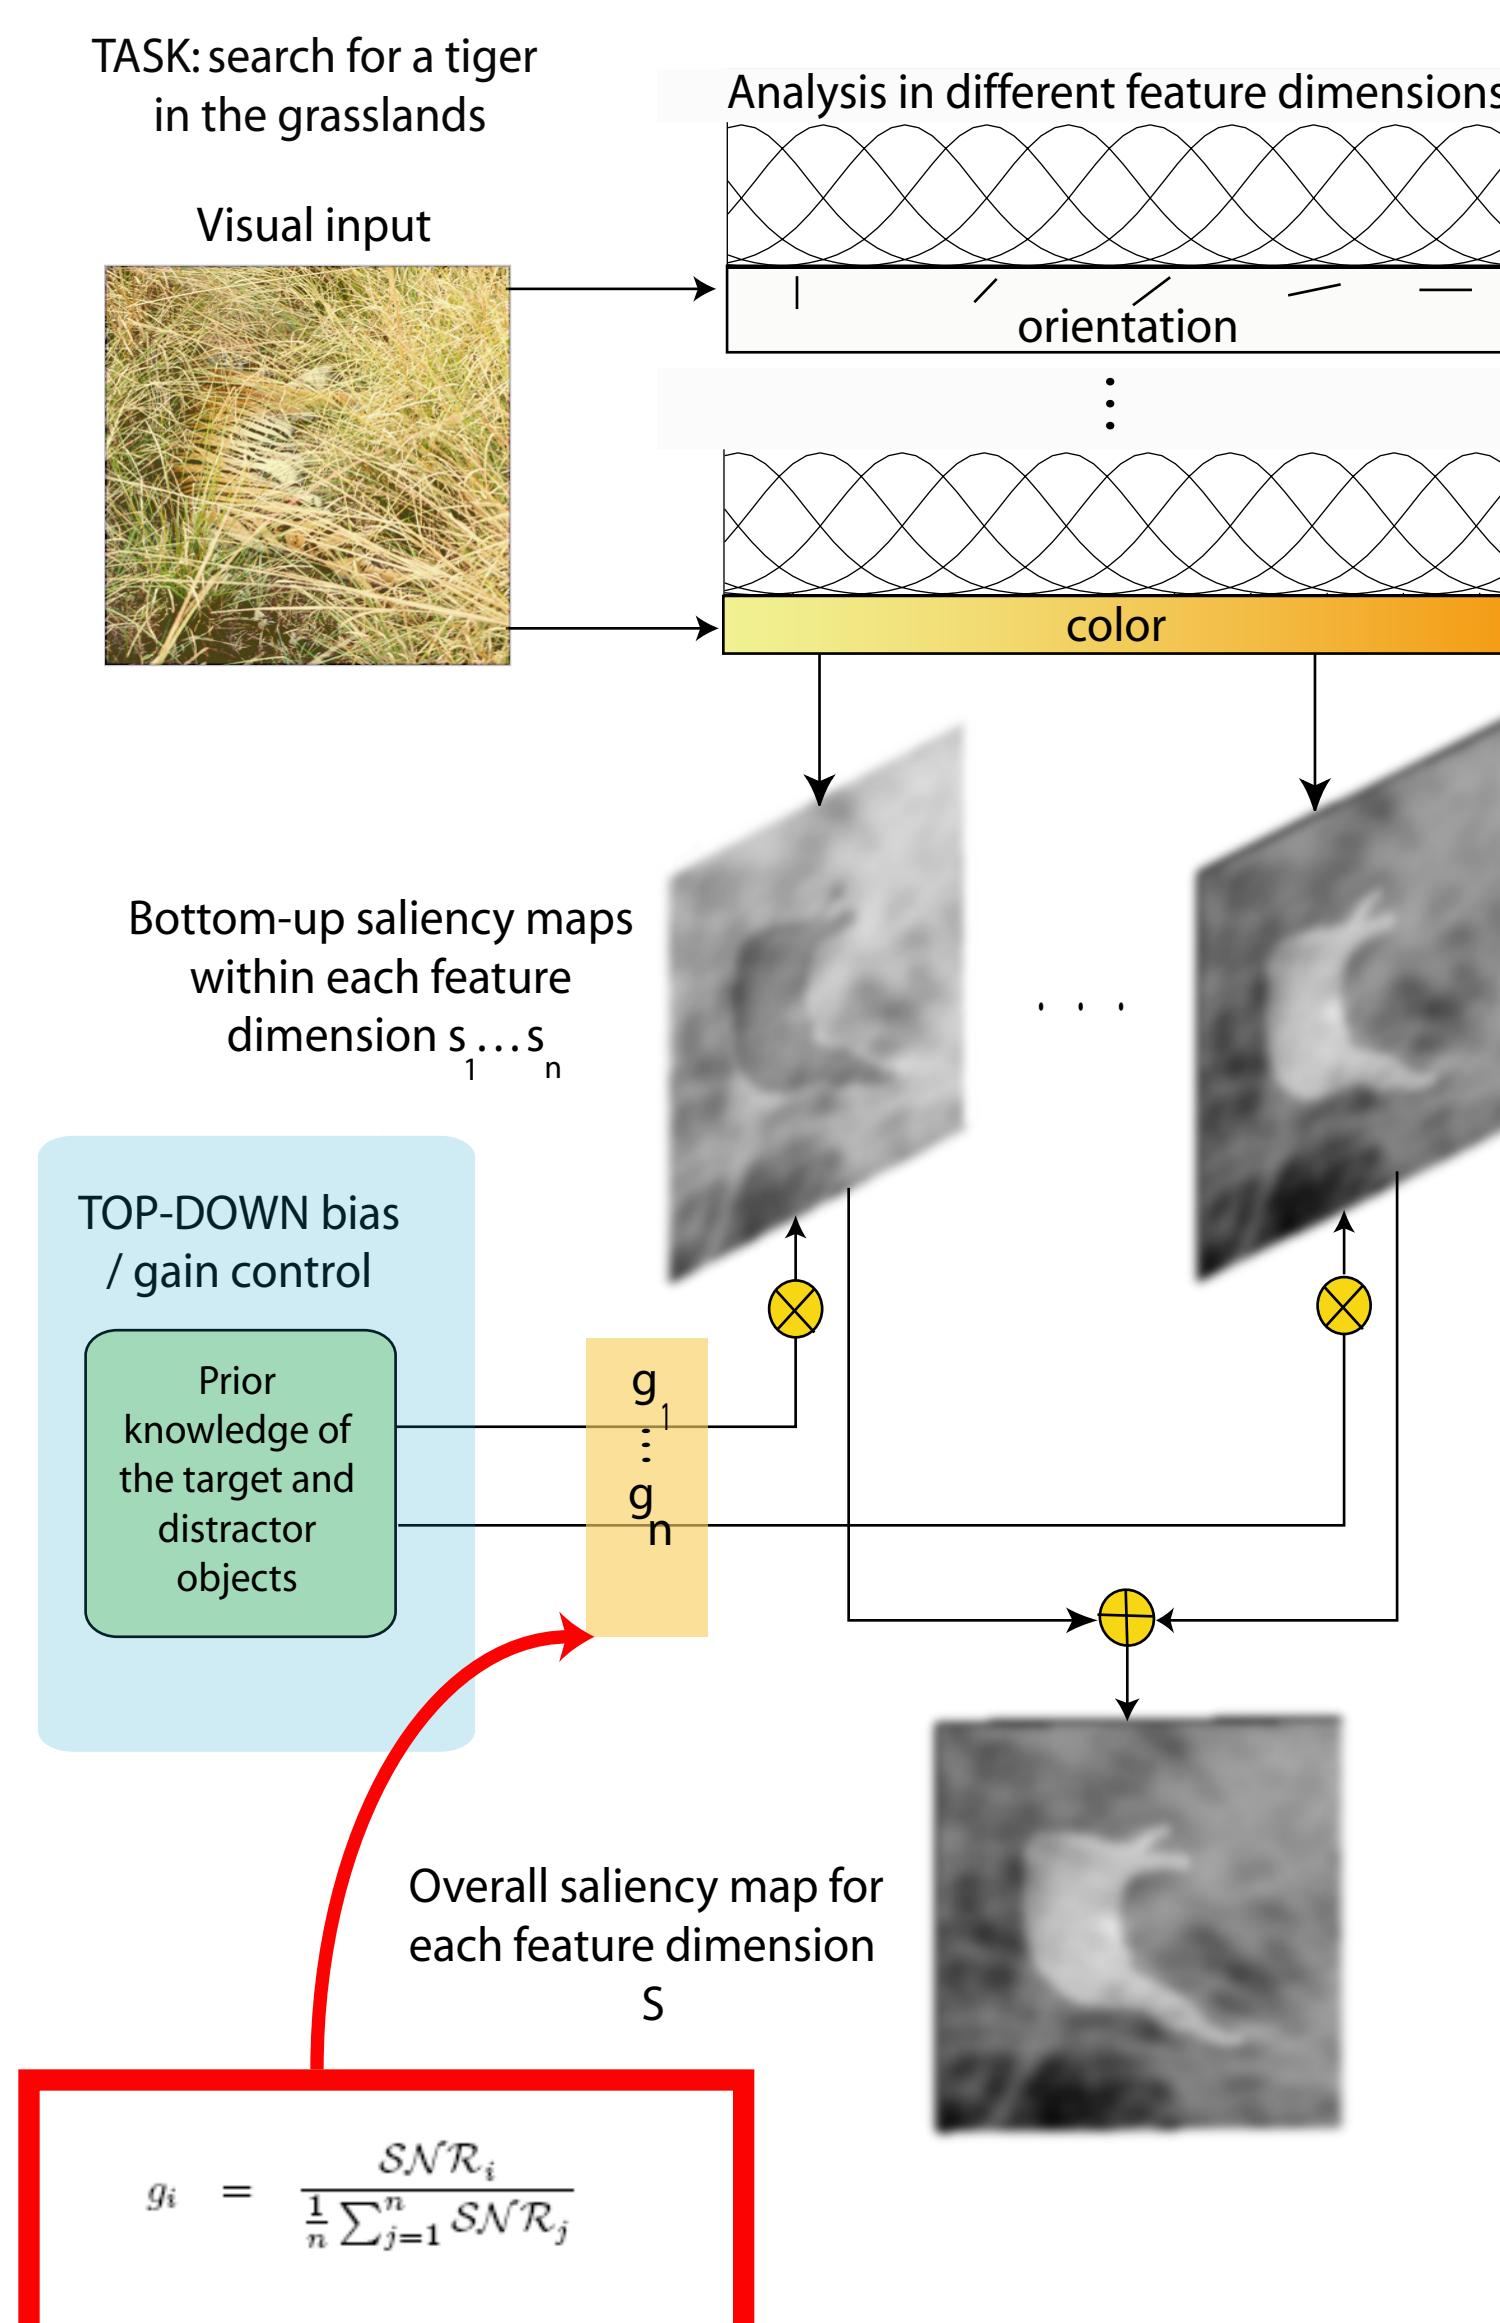 TASK: search for a tiger
in the grasslands
Analysis in different feature dimensions
Visual input
orientation
color
Bottom-up saliency maps
within each feature
dimension s₁...sₙ
TOP-DOWN bias
/ gain control
Prior
knowledge of
the target and
distractor
objects
g₁
⋮
gₙ
Overall saliency map for
each feature dimension
S
gᵢ = SNRᵢ / (1/n ∑ⁿⱼ₌₁ SNRⱼ)